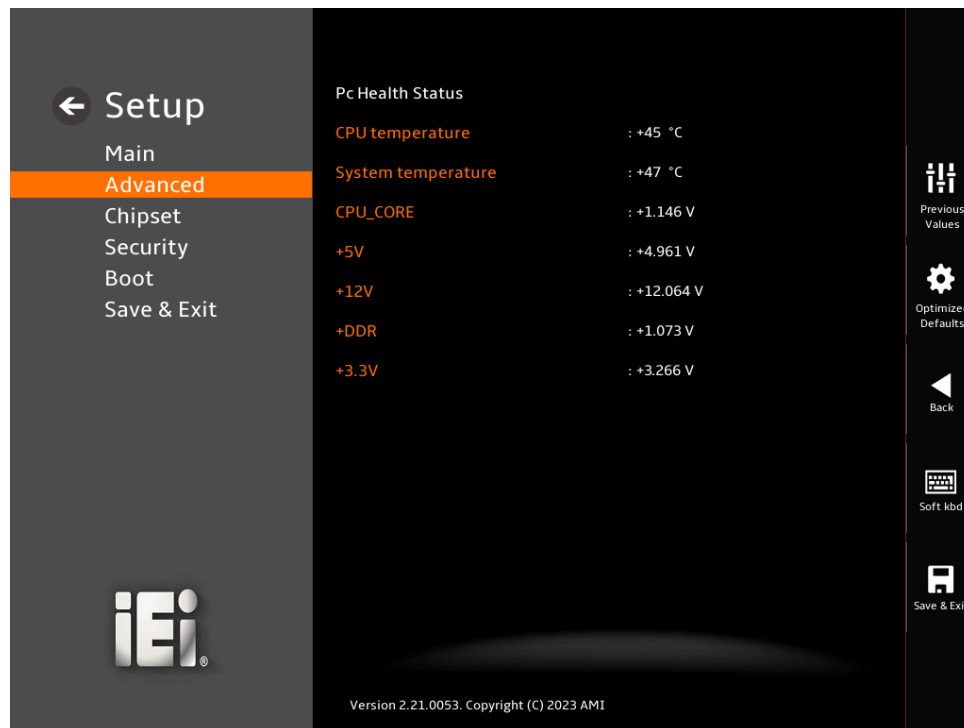 Setup
Main
Advanced
Chipset
Security
Boot
Save & Exit
Pc Health Status
CPU temperature : +45 °C
System temperature : +47 °C
CPU_CORE : +1.146 V
+5V : +4.961 V
+12V : +12.064 V
+DDR : +1.073 V
+3.3V : +3.266 V
Previous
Values
Optimized
Defaults
Back
Soft kbd
Save & Exi
iEi®
Version 2.21.0053. Copyright (C) 2023 AMI